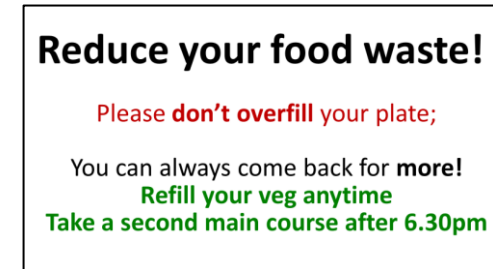 Reduce your food waste!
Please don’t overfill your plate;
You can always come back for more!
Refill your veg anytime
Take a second main course after 6.30pm